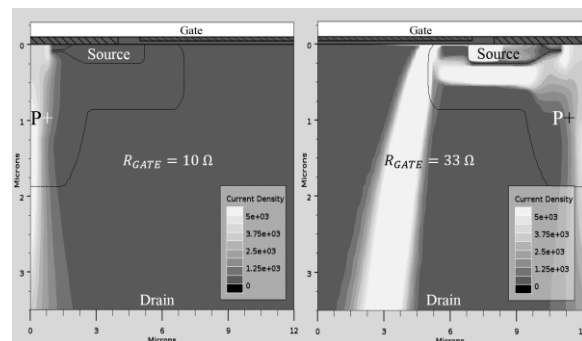 Gate
Source
P+
R_GATE = 10 Ω
Current Density
5e+03
3.75e+03
2.5e+03
1.25e+03
0
Drain
Microns
0
1
2
3
0
3
6
9
12
Microns
Gate
Source
P+
R_GATE = 33 Ω
Current Density
5e+03
3.75e+03
2.5e+03
1.25e+03
0
Drain
Microns
0
1
2
3
0
3
6
9
Microns